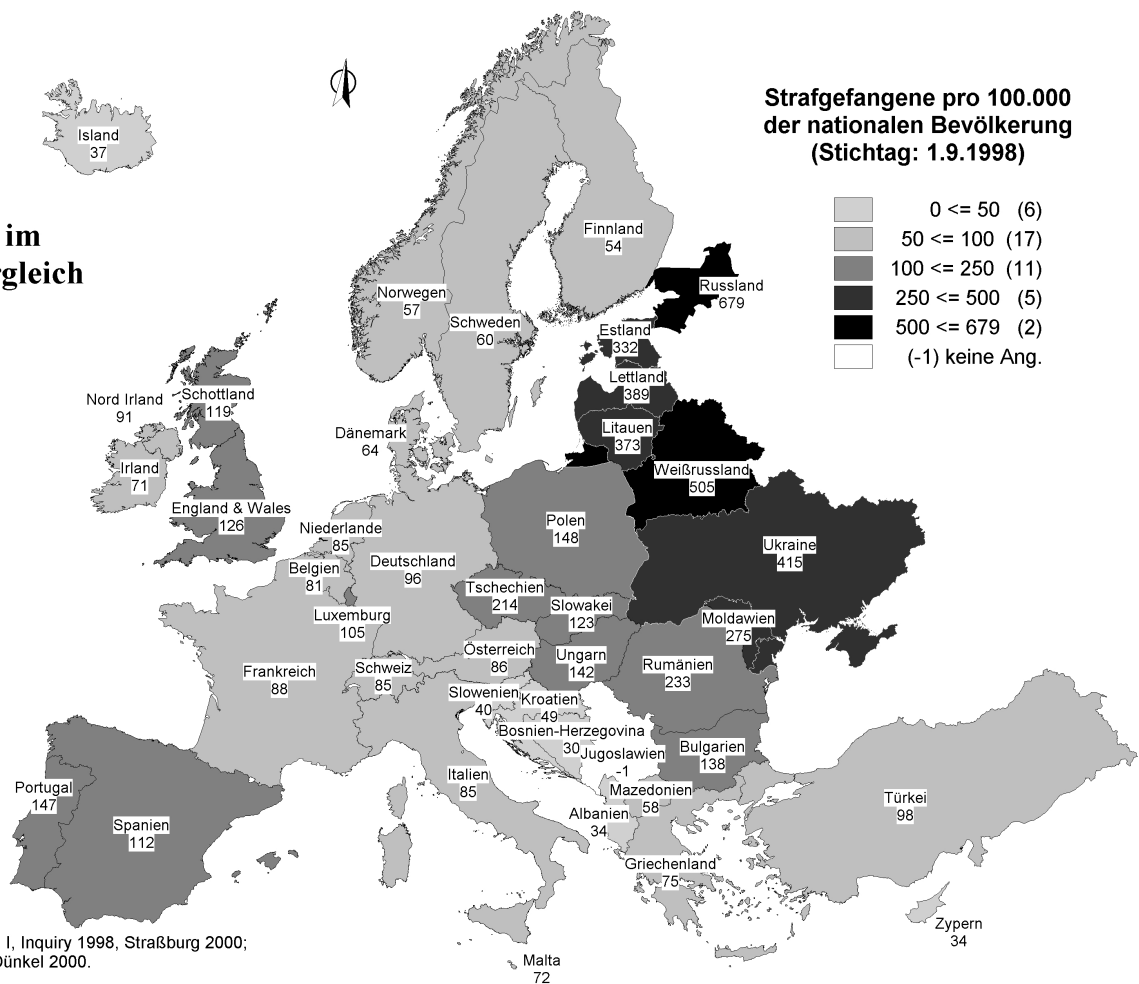 Strafgefangene pro 100.000
der nationalen Bevölkerung
(Stichtag: 1.9.1998)
0 <= 50 (6)
50 <= 100 (17)
100 <= 250 (11)
250 <= 500 (5)
500 <= 679 (2)
(-1) keine Ang.
im
rgleich
Island
37
Finnland
54
Norwegen
57
Schweden
60
Russland
679
Estland
332
Lettland
389
Litauen
373
Weißrussland
505
Nord Irland
91
Schottland
119
Irland
71
England & Wales
126
Dänemark
64
Niederlande
85
Belgien
81
Luxemburg
105
Deutschland
96
Polen
148
Ukraine
415
Tschechien
214
Slowakei
123
Moldawien
275
Frankreich
88
Schweiz
85
Österreich
86
Ungarn
142
Rumänien
233
Slowenien
40
Kroatien
49
Bosnien-Herzegovina
30
Jugoslawien
-1
Bulgarien
138
Portugal
147
Spanien
112
Italien
85
Mazedonien
58
Albanien
34
Griechenland
75
Türkei
98
Zypern
34
Malta
72
I, Inquiry 1998, Straßburg 2000;
Dünkel 2000.